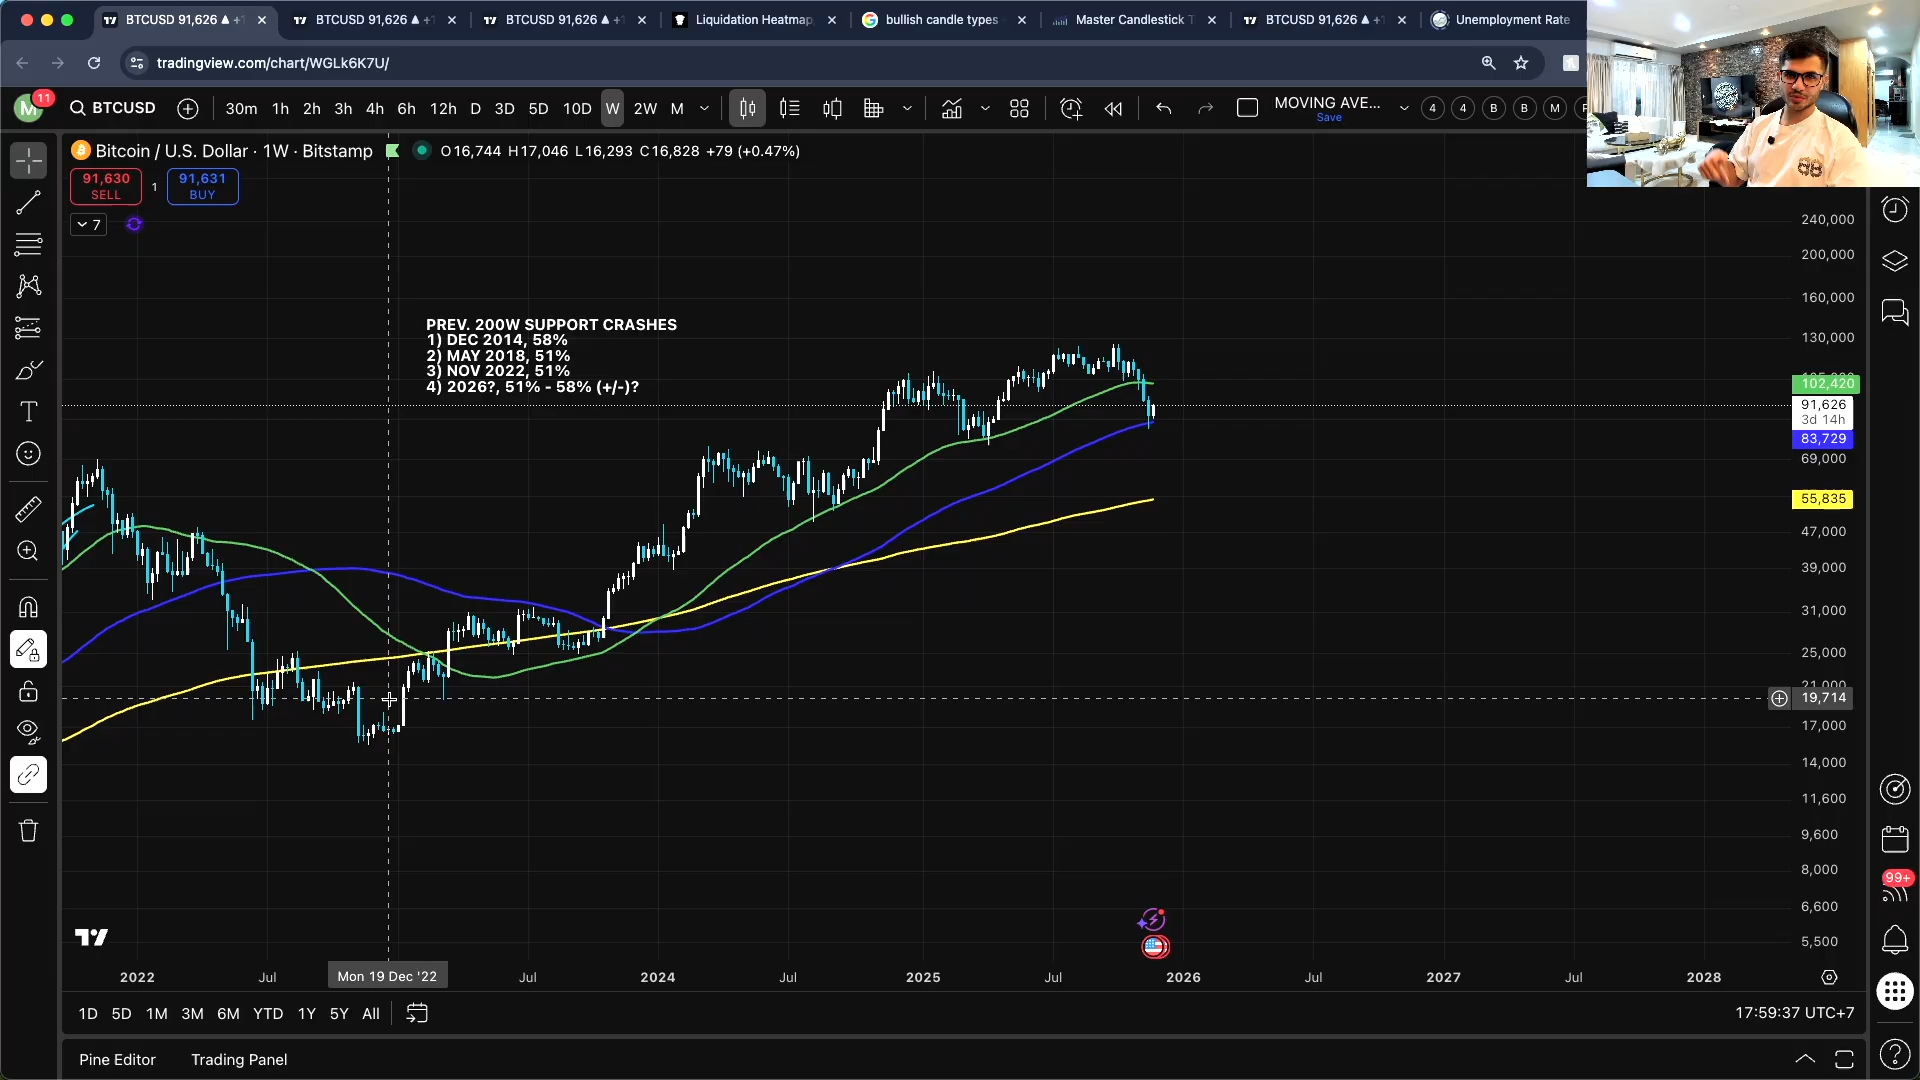 BTCUSD 91,626 ▲ +1
BTCUSD 91,626 ▲ +1
BTCUSD 91,626 ▲ +
Liquidation Heatmap
bullish candle types
Master Candlestick T
BTCUSD 91,626 ▲ +
Unemployment Rate
tradingview.com/chart/WGLk6K7U/
M 11
BTCUSD
30m 1h 2h 3h 4h 6h 12h D 3D 5D 10D W 2W M
MOVING AVE...
Save
4 4 B B M
Bitcoin / U.S. Dollar · 1W · Bitstamp
O16,744 H17,046 L16,293 C16,828 +79 (+0.47%)
91,630
SELL
1
91,631
BUY
7
PREV. 200W SUPPORT CRASHES
1) DEC 2014, 58%
2) MAY 2018, 51%
3) NOV 2022, 51%
4) 2026?, 51% - 58% (+/-)?
240,000
200,000
160,000
130,000
102,420
91,626
3d 14h
83,729
69,000
55,835
47,000
39,000
31,000
25,000
21,000
19,714
17,000
14,000
11,600
9,600
8,000
6,600
5,500
99+
2022 Jul Mon 19 Dec '22 Jul 2024 Jul 2025 Jul 2026 Jul 2027 Jul 2028
1D 5D 1M 3M 6M YTD 1Y 5Y All
17:59:37 UTC+7
Pine Editor Trading Panel